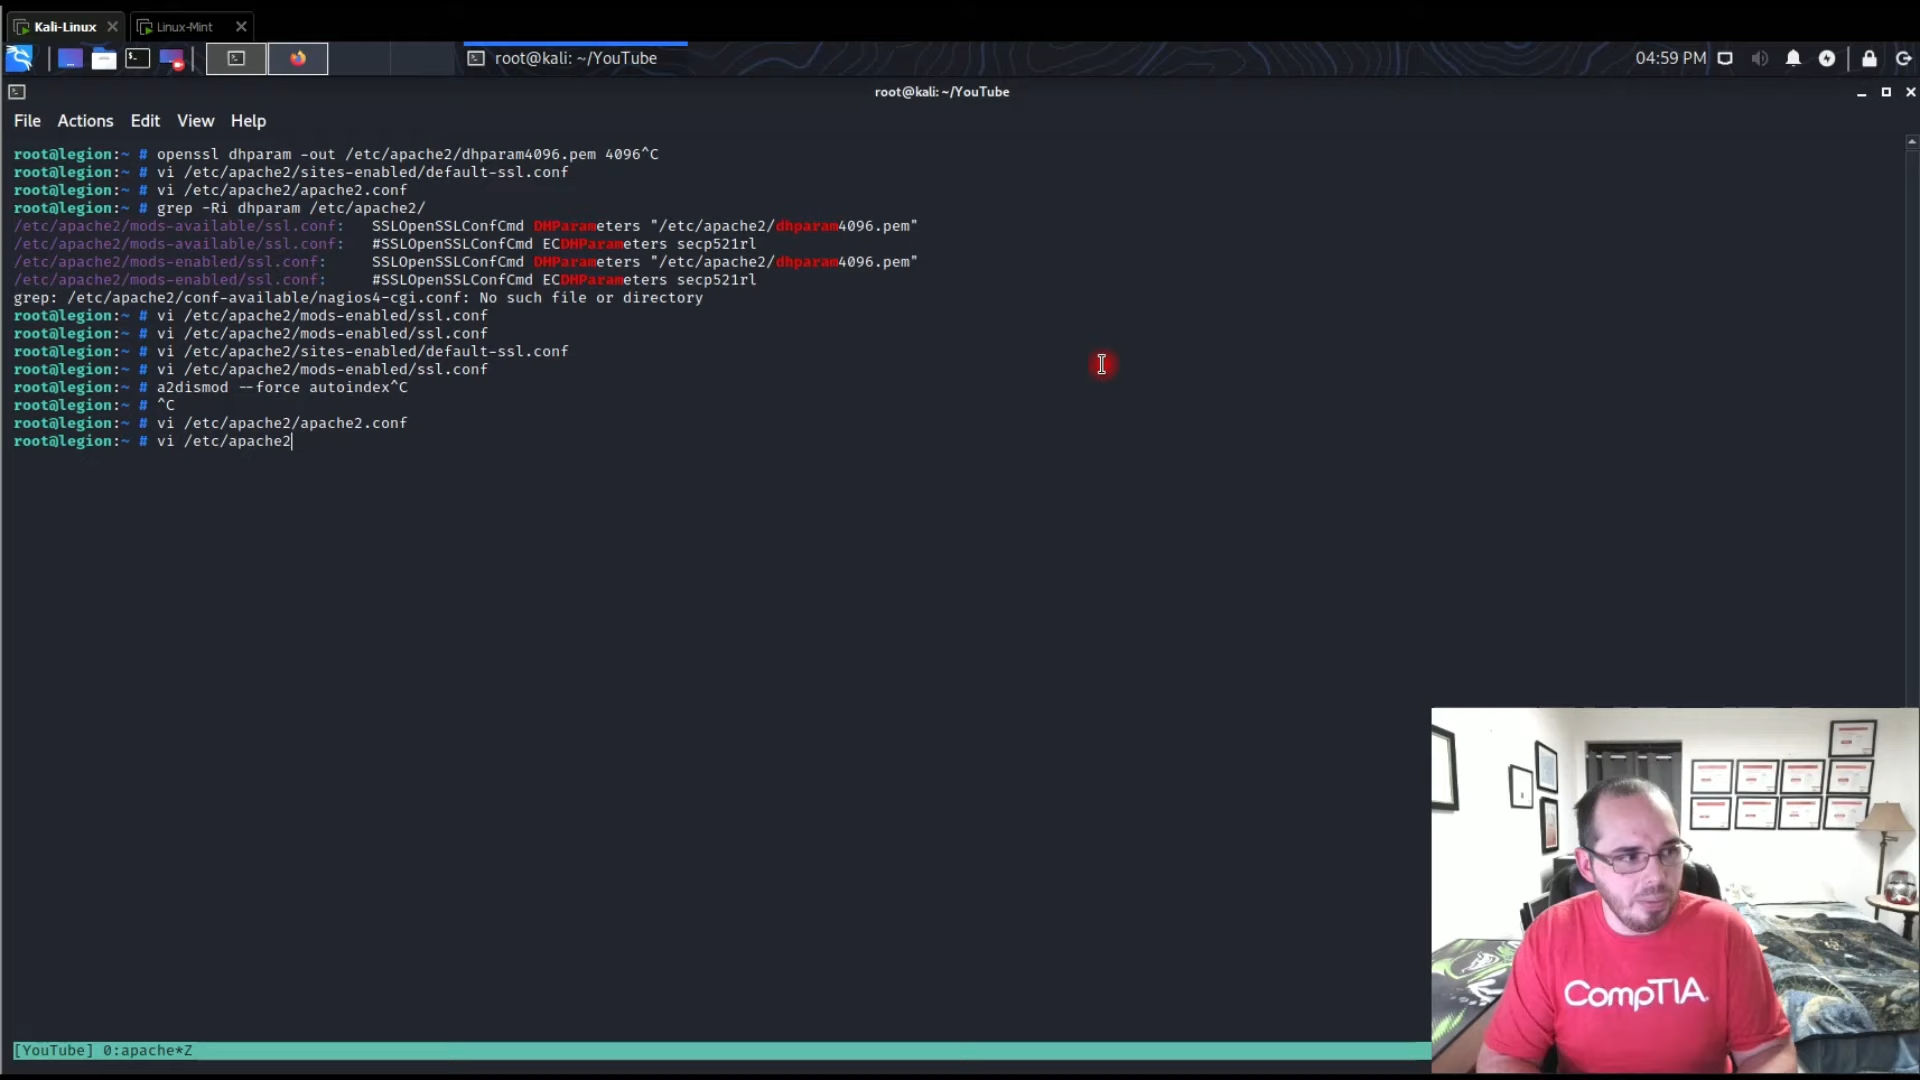 Kali-Linux
Linux-Mint
root@kali: ~/YouTube
04:59 PM
root@kali: ~/YouTube
File Actions Edit View Help
root@legion:~ # openssl dhparam -out /etc/apache2/dhparam4096.pem 4096^C
root@legion:~ # vi /etc/apache2/sites-enabled/default-ssl.conf
root@legion:~ # vi /etc/apache2/apache2.conf
root@legion:~ # grep -Ri dhparam /etc/apache2/
/etc/apache2/mods-available/ssl.conf: SSLOpenSSLConfCmd DHParameters "/etc/apache2/dhparam4096.pem"
/etc/apache2/mods-available/ssl.conf: #SSLOpenSSLConfCmd ECDHParameters secp521rl
/etc/apache2/mods-enabled/ssl.conf: SSLOpenSSLConfCmd DHParameters "/etc/apache2/dhparam4096.pem"
/etc/apache2/mods-enabled/ssl.conf: #SSLOpenSSLConfCmd ECDHParameters secp521rl
grep: /etc/apache2/conf-available/nagios4-cgi.conf: No such file or directory
root@legion:~ # vi /etc/apache2/mods-enabled/ssl.conf
root@legion:~ # vi /etc/apache2/mods-enabled/ssl.conf
root@legion:~ # vi /etc/apache2/sites-enabled/default-ssl.conf
root@legion:~ # vi /etc/apache2/mods-enabled/ssl.conf
root@legion:~ # a2dismod --force autoindex^C
root@legion:~ # ^C
root@legion:~ # vi /etc/apache2/apache2.conf
root@legion:~ # vi /etc/apache2
CompTIA.
[YouTube] 0:apache*Z